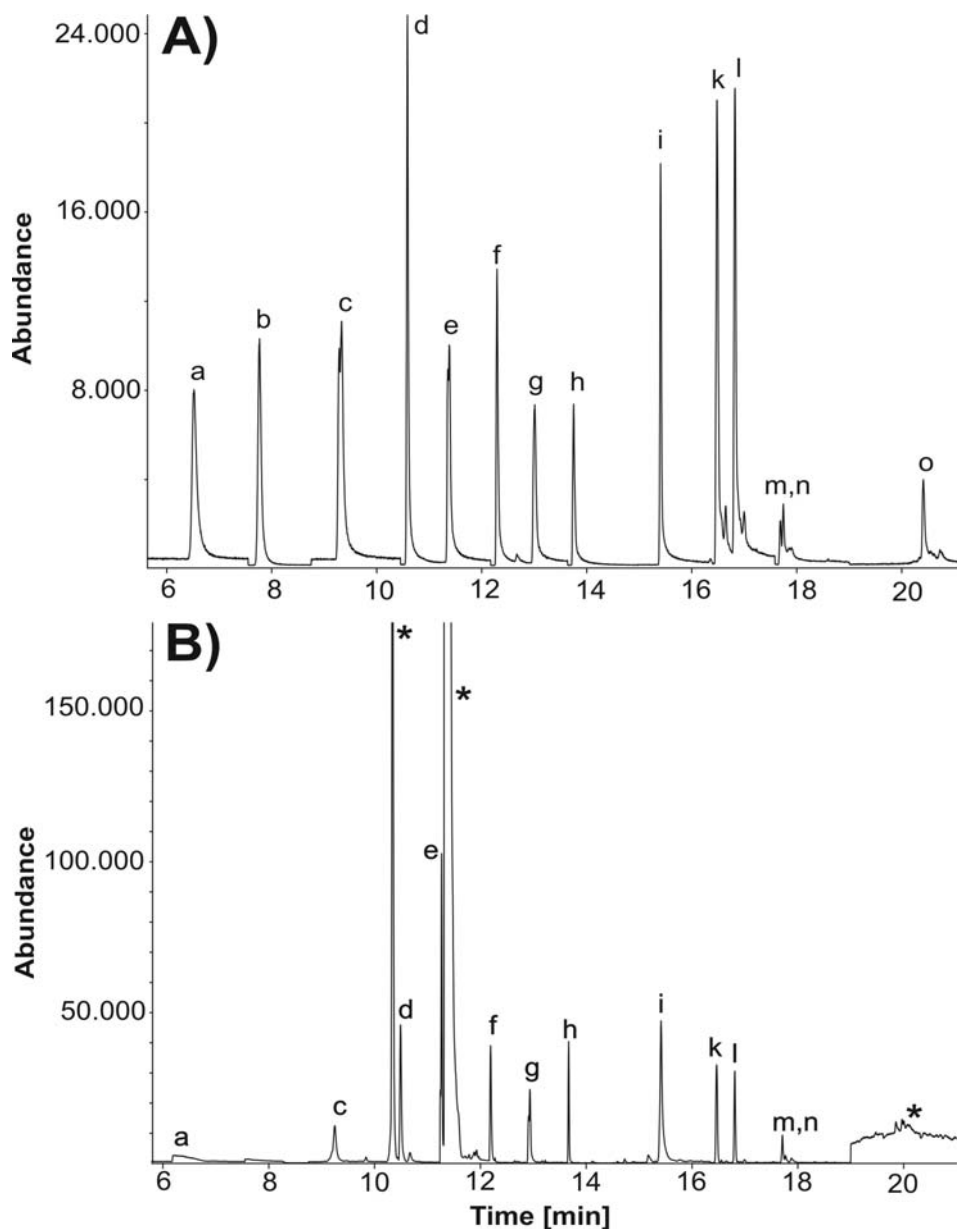 A)
24.000
16.000
8.000
Abundance
a
b
c
d
e
f
g
h
i
k
l
m,n
o
6 8 10 12 14 16 18 20
B)
150.000
100.000
50.000
Abundance
a
c
*
d
e
*
f
g
h
i
k
l
m,n
*
6 8 10 12 14 16 18 20
Time [min]